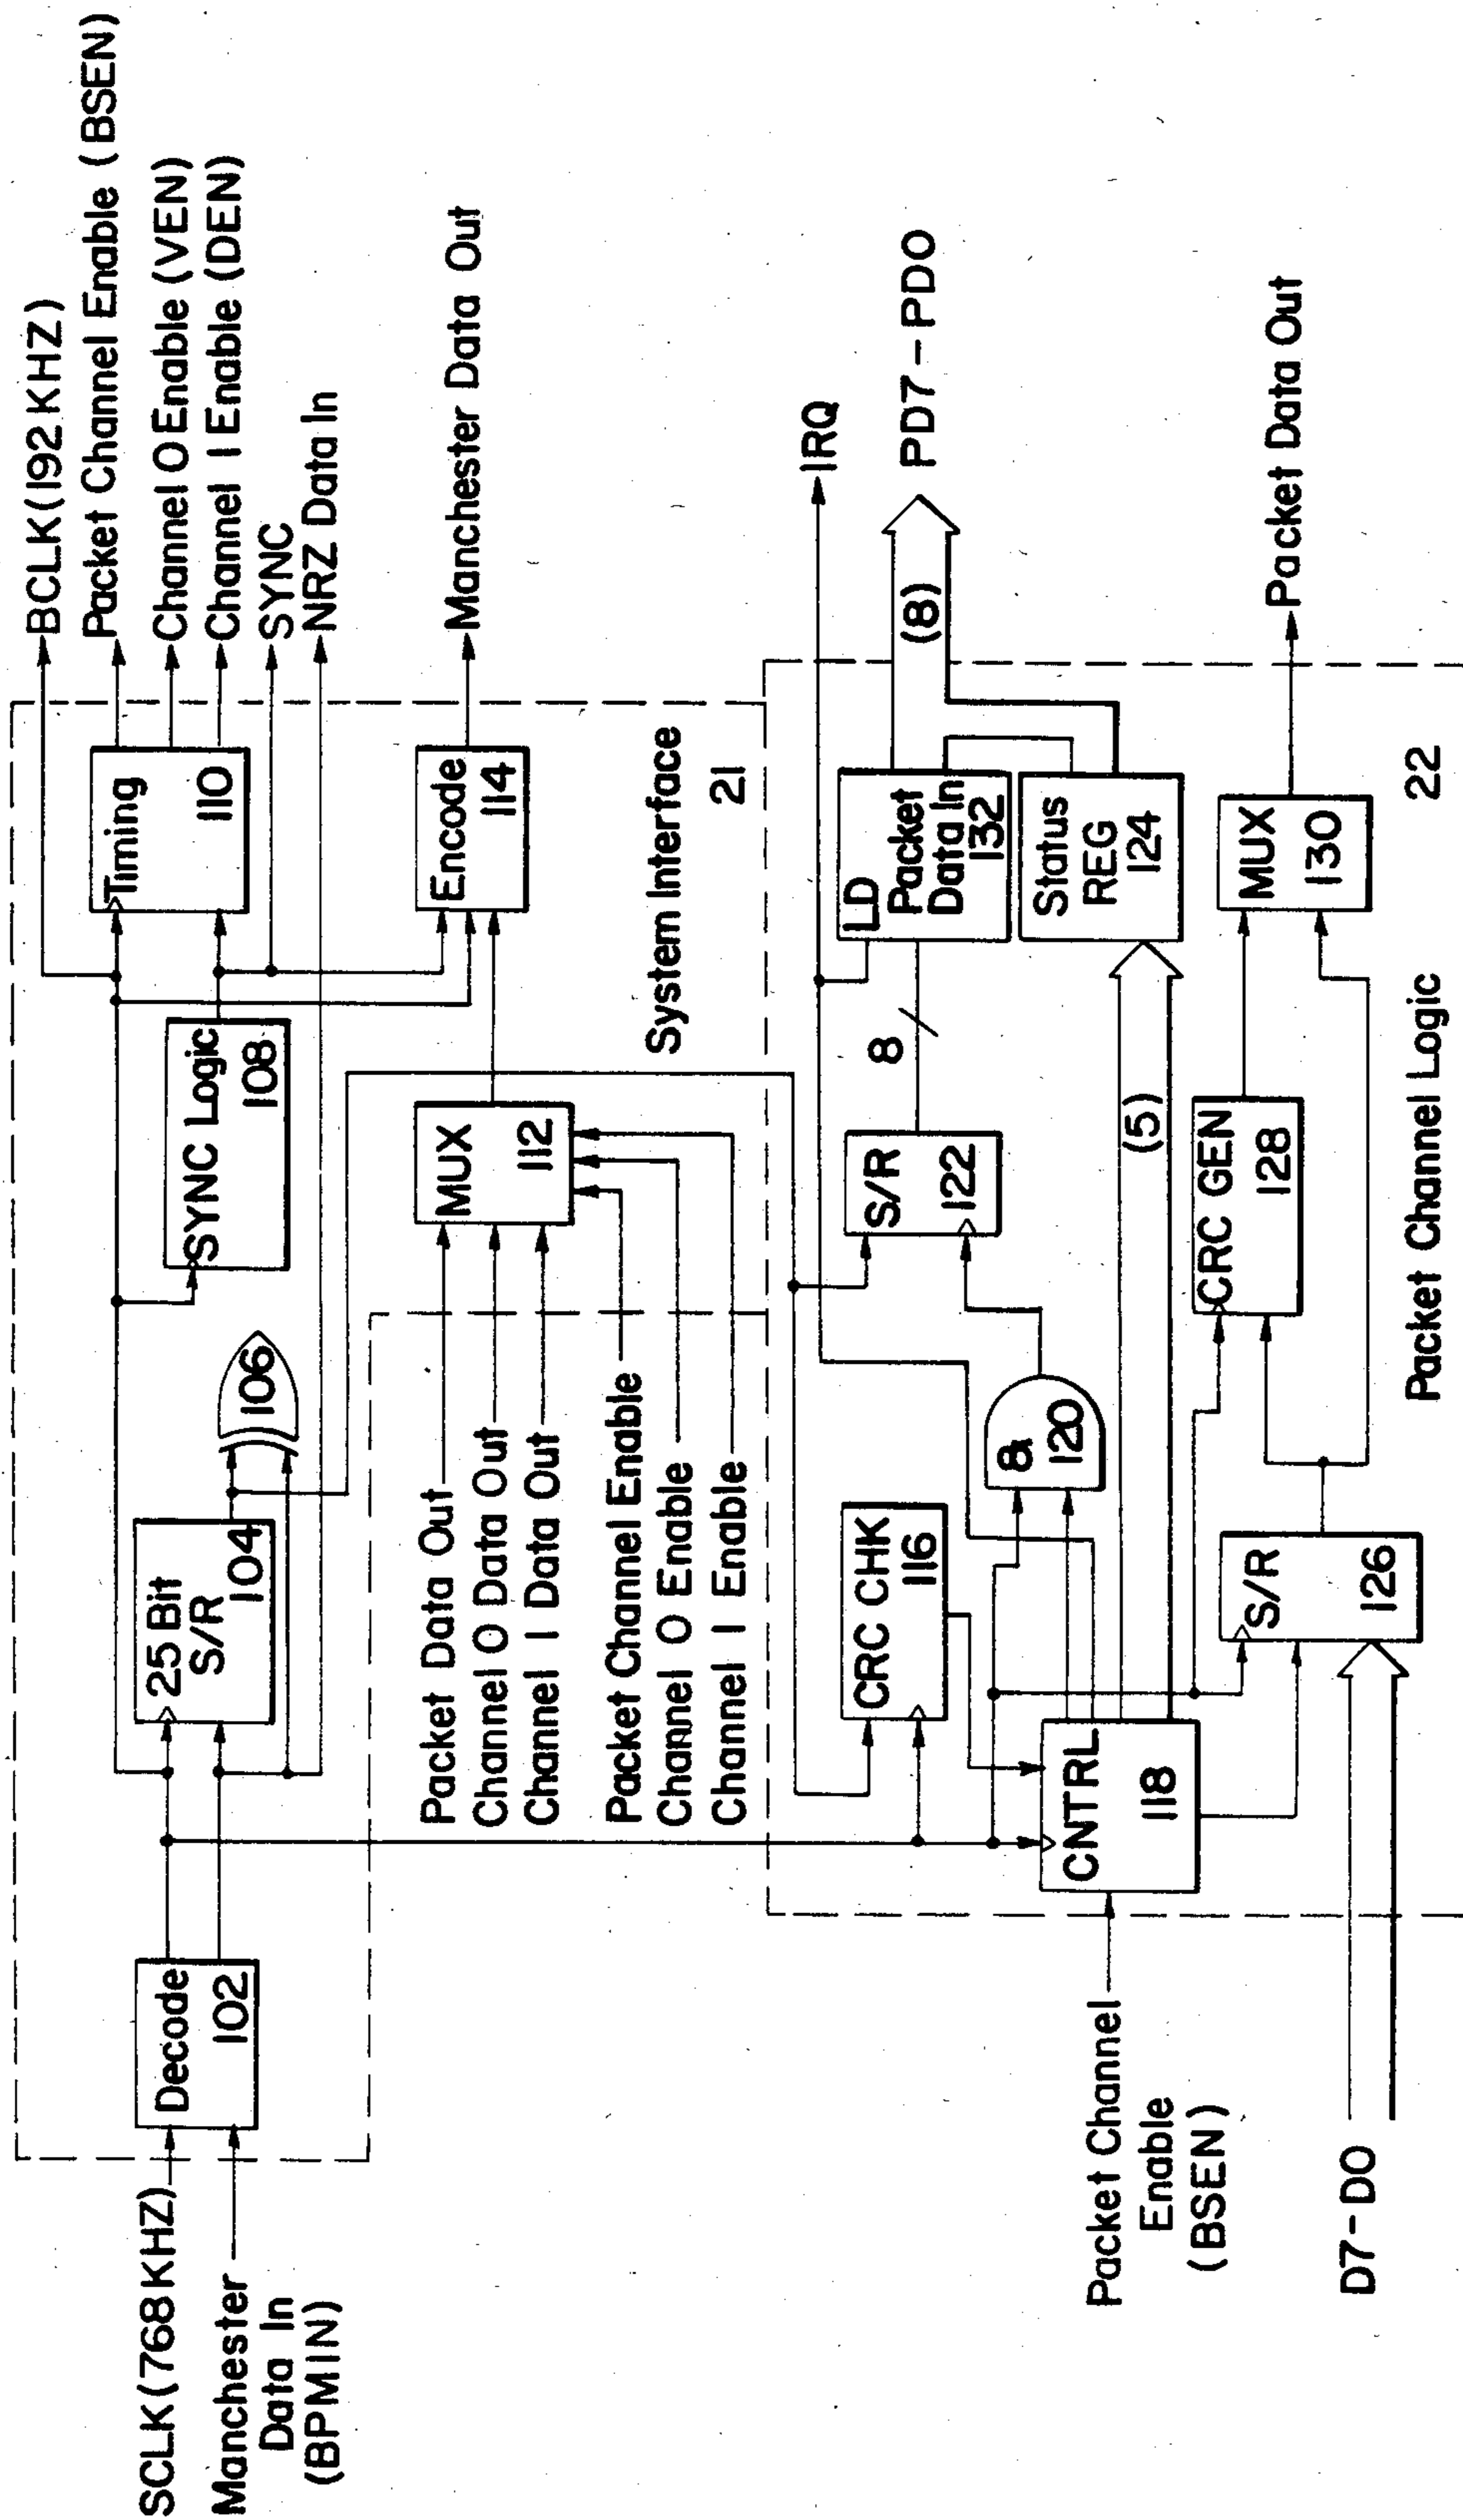 SCLK(768KHZ)
Manchester
Data In
(BPMIN)
Decode
102
25 Bit
S/R
104
106
SYNC Logic
108
Timing
110
BCLK(192 KHZ)
Packet Channel Enable (BSEN)
Channel 0 Enable (VEN)
Channel 1 Enable (DEN)
SYNC
NRZ Data In
Packet Data Out
Channel 0 Data Out
Channel 1 Data Out
Packet Channel Enable
Channel 0 Enable
Channel 1 Enable
MUX
112
Encode
114
Manchester Data Out
System Interface
21
CRC CHK
116
&
120
S/R
122
8
LD
Packet
Data In
132
IRQ
(8)
PD7-PD0
Packet Channel
Enable
(BSEN)
CNTRL
118
(5)
Status
REG
124
D7-D0
S/R
126
CRC GEN
128
MUX
130
Packet Data Out
Packet Channel Logic
22